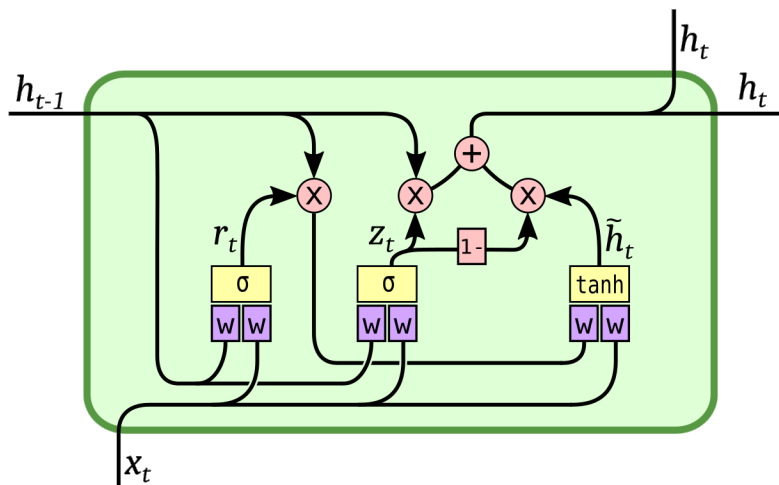 h_t
h_{t-1} h_t
+
x x x
r_t z_t 1- h̃_t
σ σ tanh
w w w w w w
x_t